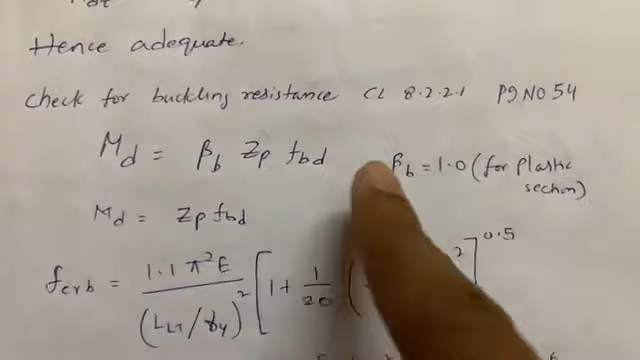 Hence adequate.
Check for buckling resistance CL 8.2.2.1 Pg NO 54
Md = βb Zp fbd βb = 1.0 (for plastic
section)
Md = Zp fbd
fcrb = 1.1 π² E / (LLT/ry)² [1 + 1/20 ( ² ]^0.5